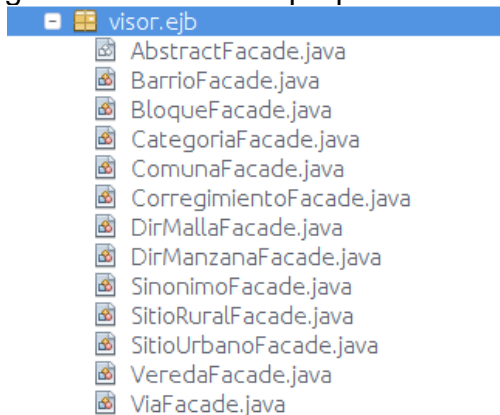 visor.ejb
AbstractFacade.java
BarrioFacade.java
BloqueFacade.java
CategoriaFacade.java
ComunaFacade.java
CorregimientoFacade.java
DirMallaFacade.java
DirManzanaFacade.java
SinonimoFacade.java
SitioRuralFacade.java
SitioUrbanoFacade.java
VeredaFacade.java
ViaFacade.java